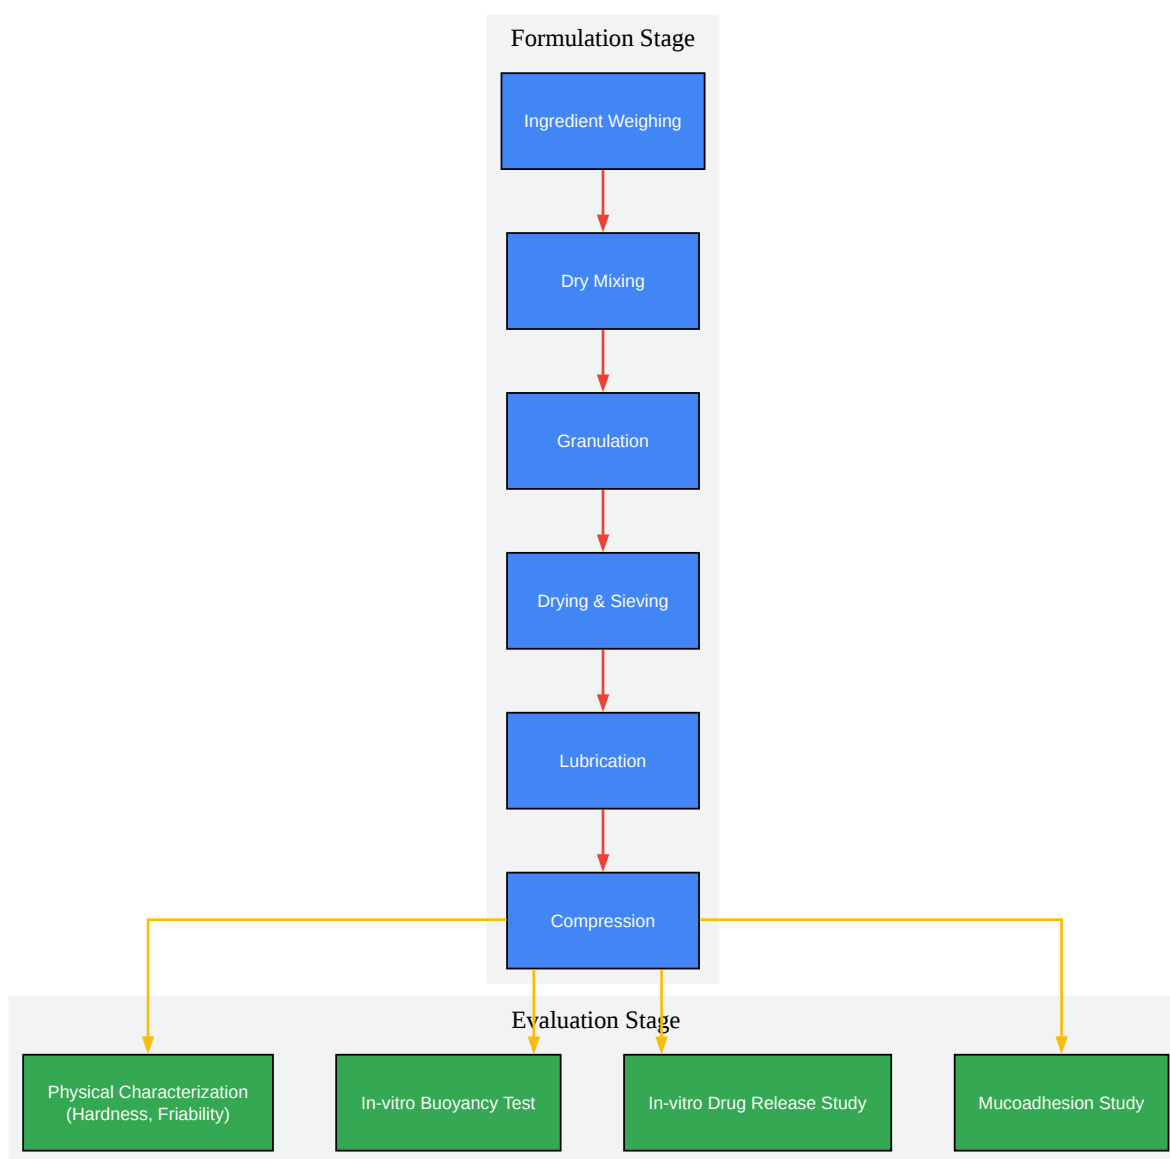 Formulation Stage
Ingredient Weighing
Dry Mixing
Granulation
Drying & Sieving
Lubrication
Compression
Evaluation Stage
Physical Characterization
(Hardness, Friability)
In-vitro Buoyancy Test
In-vitro Drug Release Study
Mucoadhesion Study